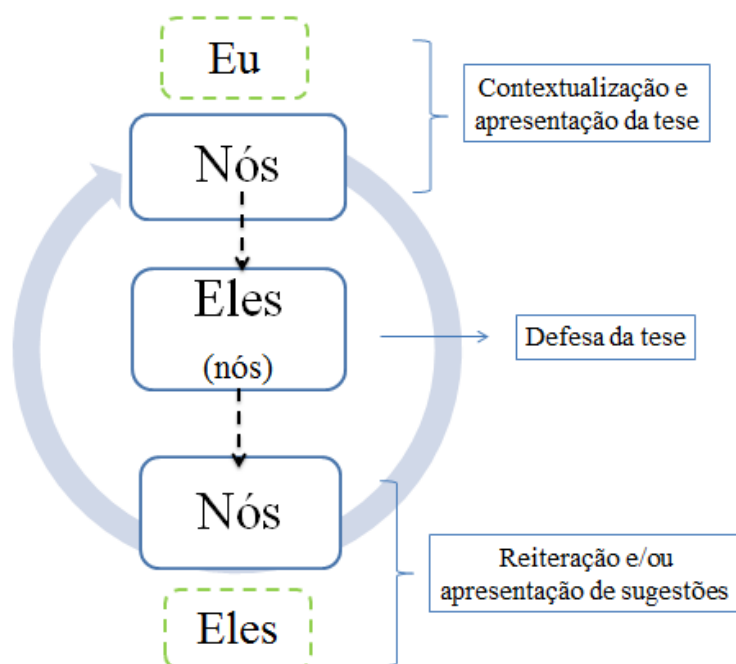 Eu
Contextualização e
apresentação da tese
Nós
Eles
(nós)
Defesa da tese
Nós
Reiteração e/ou
apresentação de sugestões
Eles